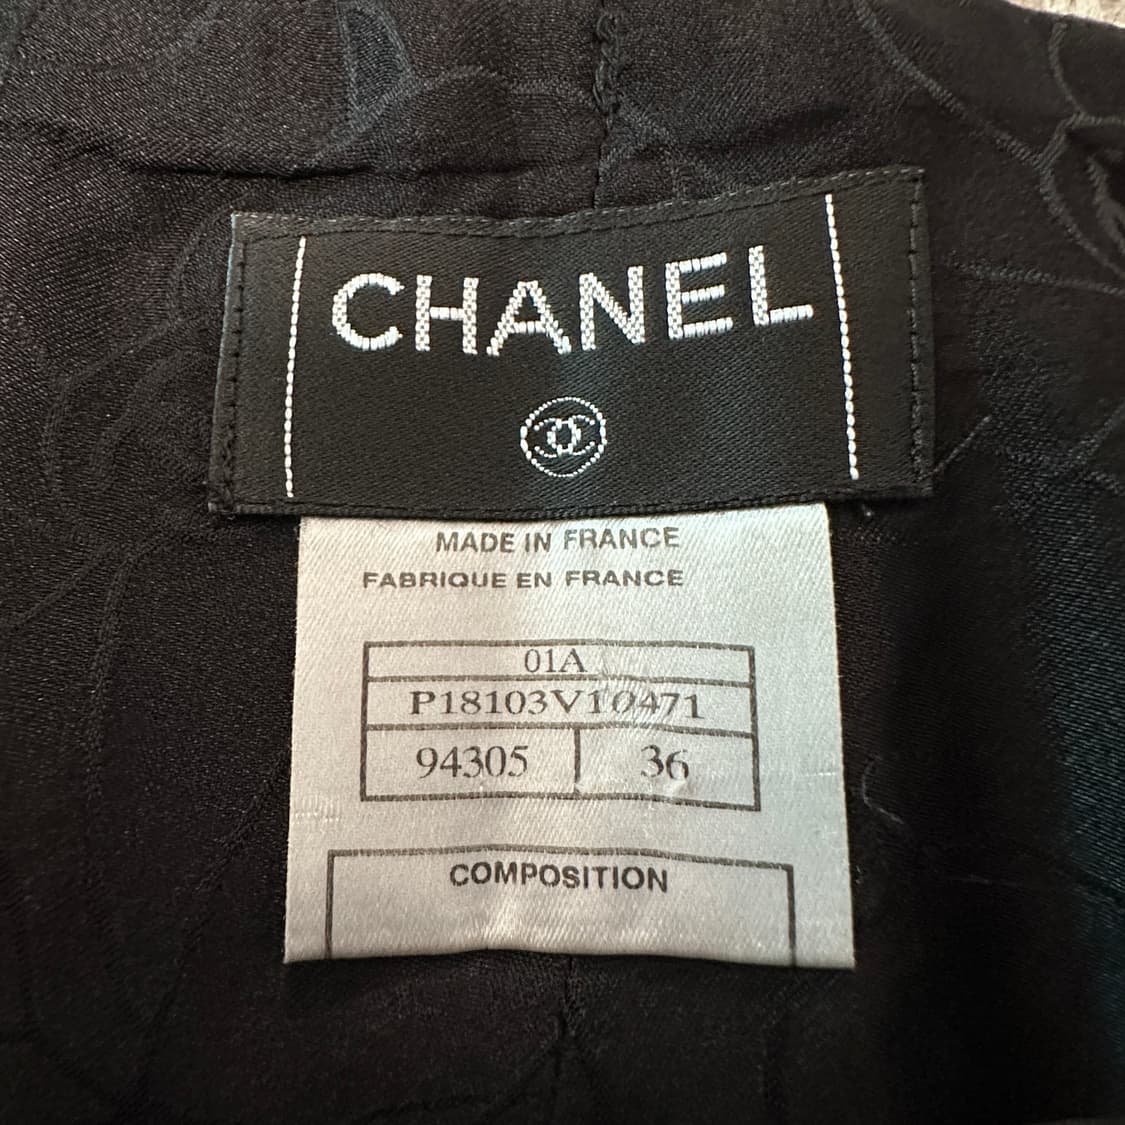 CHANEL
MADE IN FRANCE
FABRIQUE EN FRANCE
01A
P18103V10471
94305 36
COMPOSITION